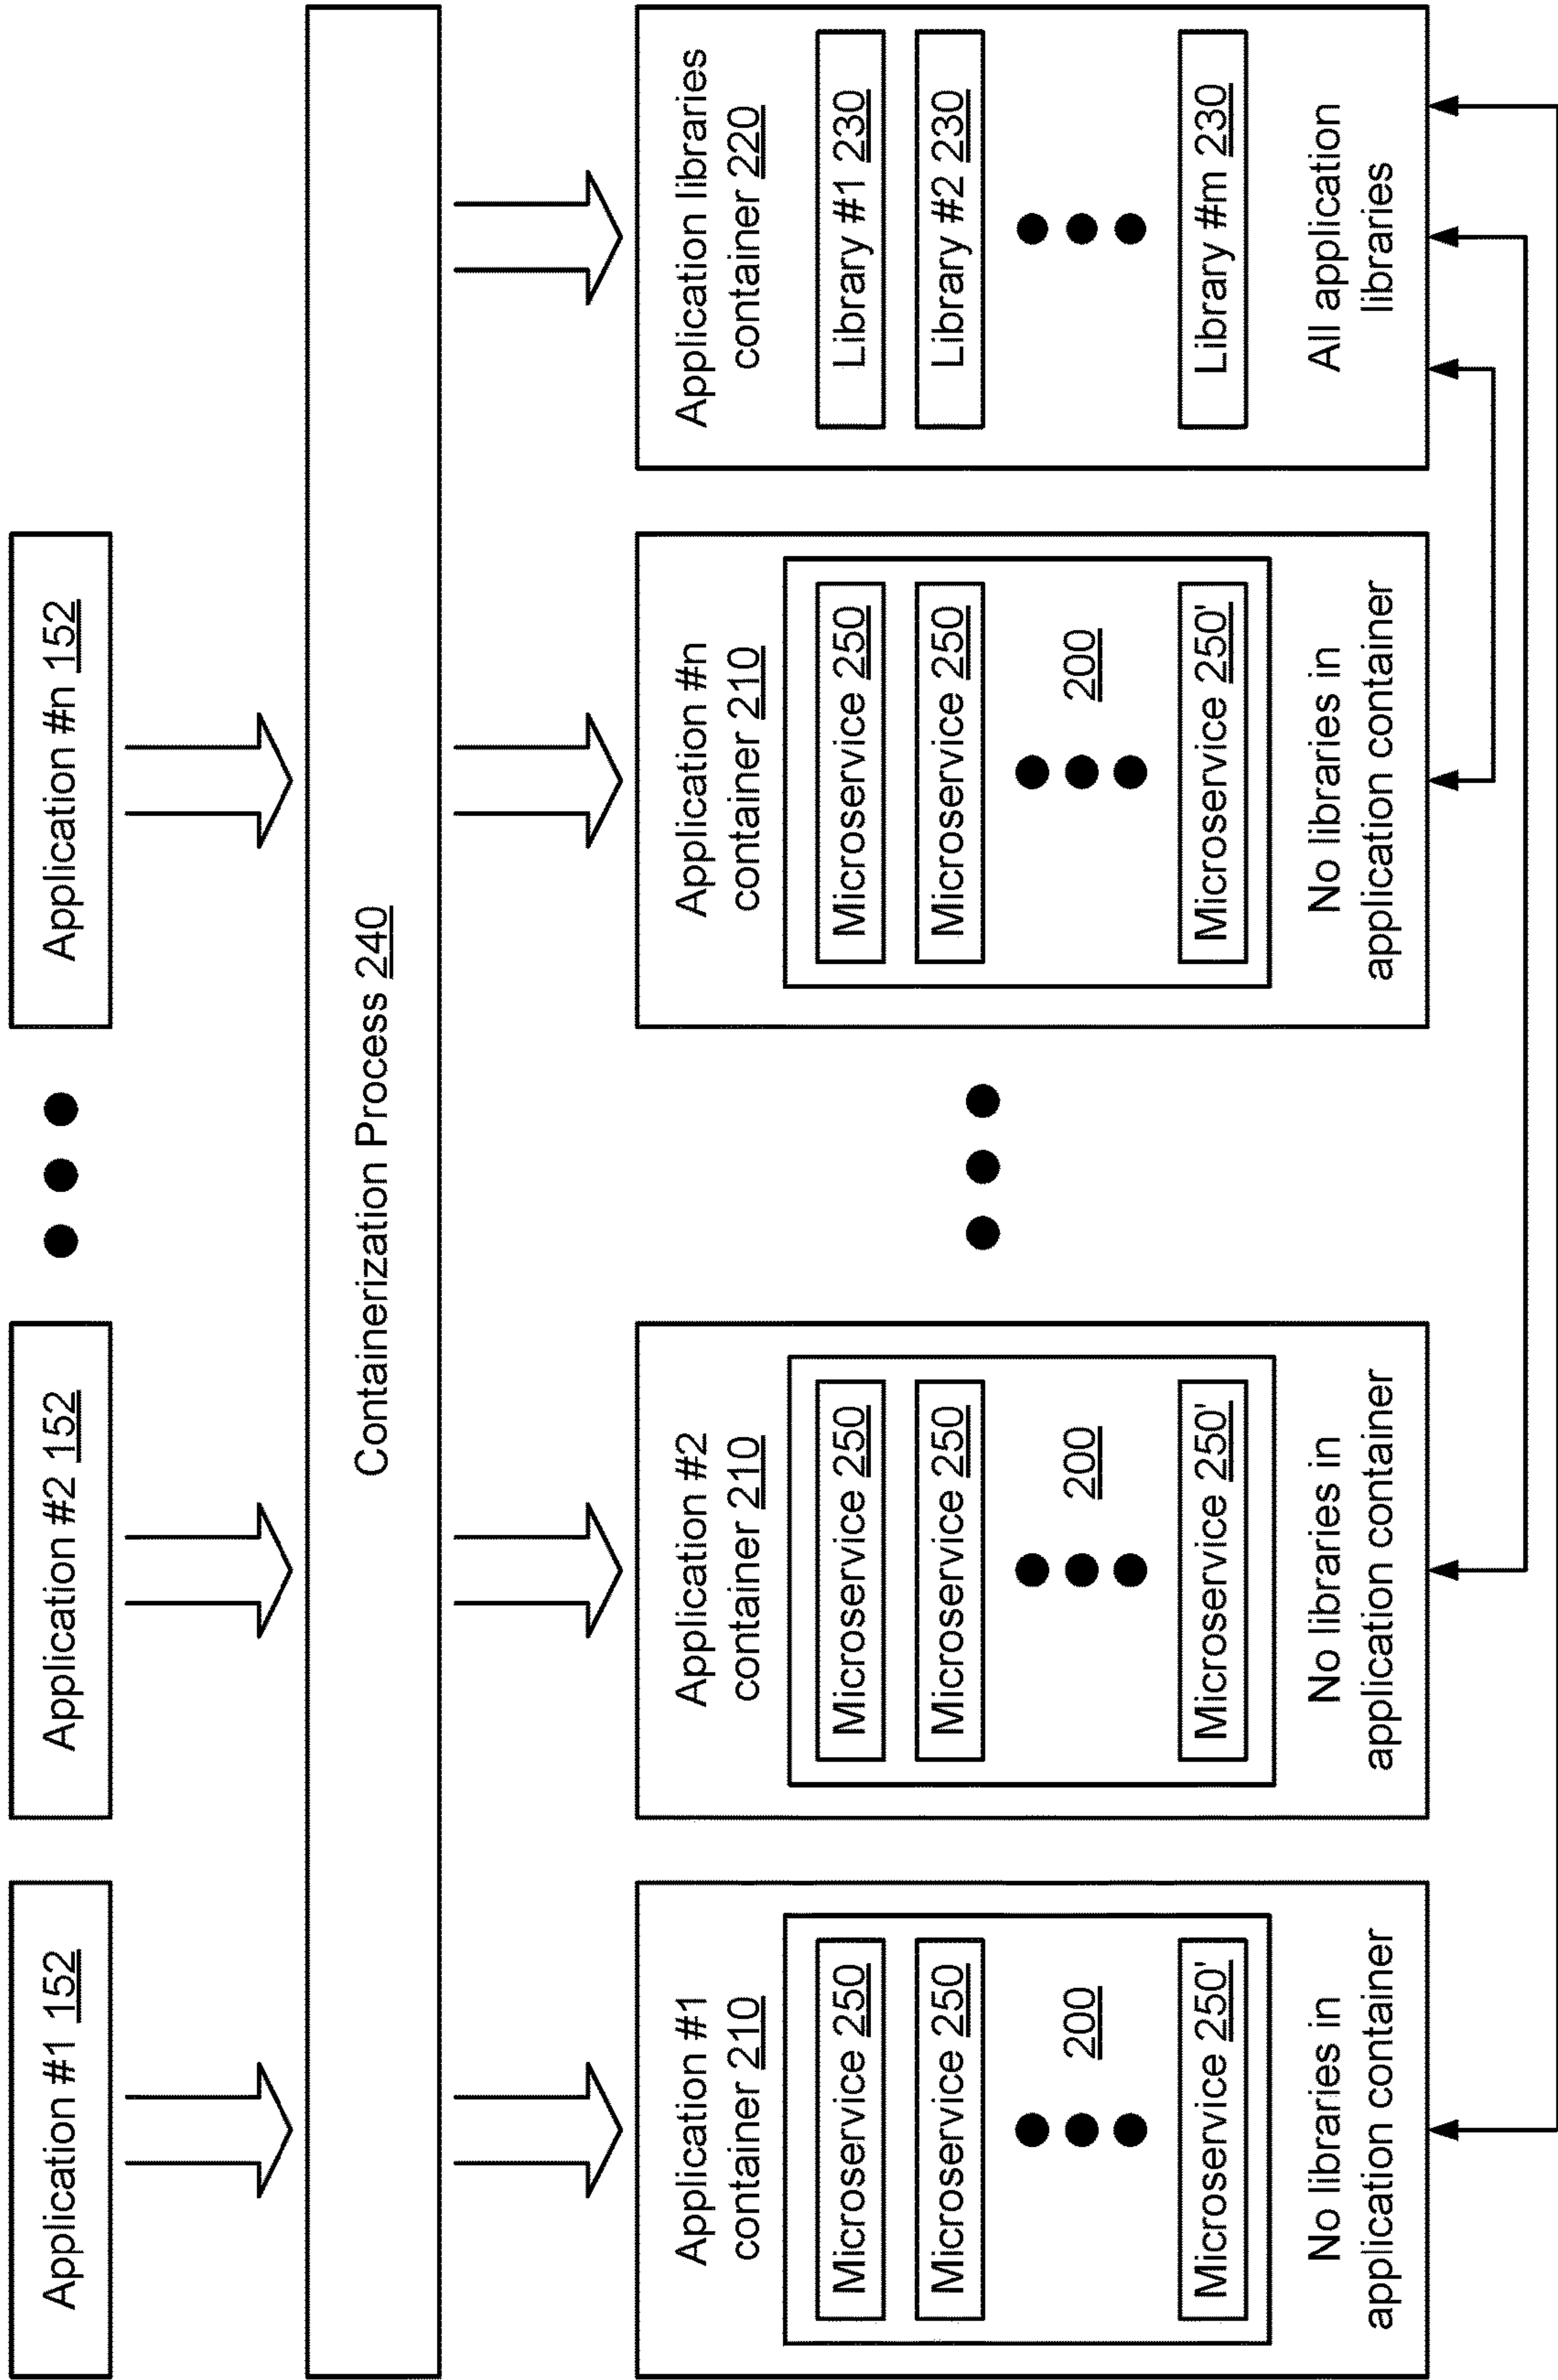 Application #1 152
Application #2 152
Application #n 152
Containerization Process 240
Application #1
container 210
Microservice 250
Microservice 250
200
Microservice 250'
No libraries in
application container
Application #2
container 210
Microservice 250
Microservice 250
200
Microservice 250'
No libraries in
application container
Application #n
container 210
Microservice 250
Microservice 250
200
Microservice 250'
No libraries in
application container
Application libraries
container 220
Library #1 230
Library #2 230
Library #m 230
All application
libraries